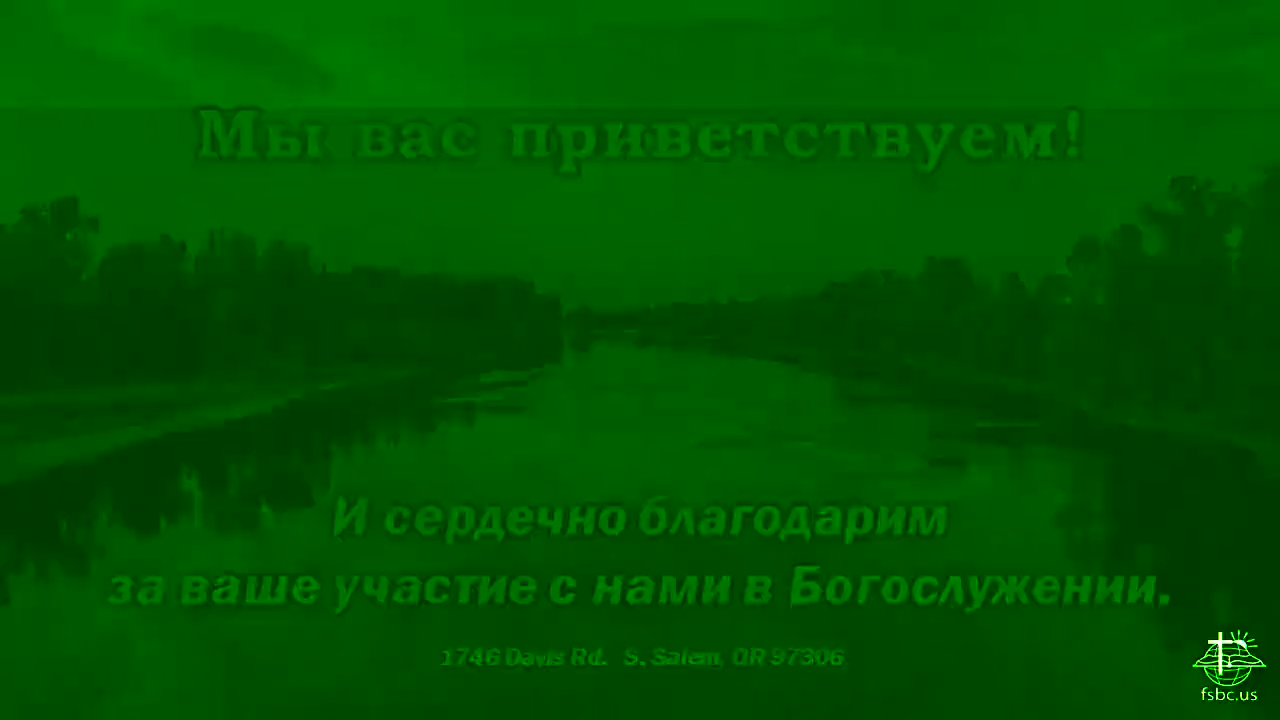 Мы вас приветствуем!
И сердечно благодарим
за ваше участие с нами в Богослужении.
1746 Davis Rd. S. Salem, OR 97306
fsbc.us